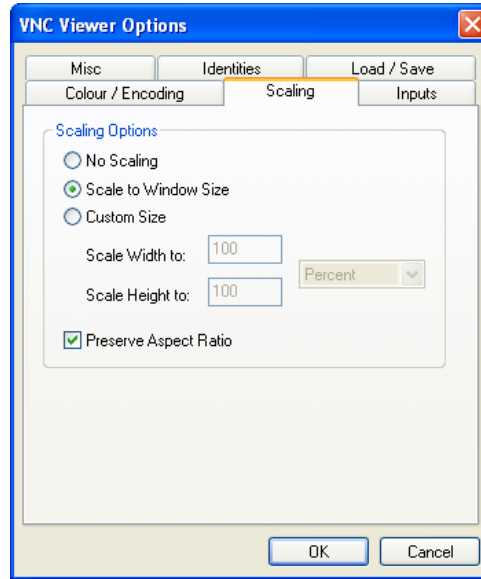 VNC Viewer Options
Misc Identities Load / Save
Colour / Encoding Scaling Inputs
Scaling Options
No Scaling
Scale to Window Size
Custom Size
Scale Width to: 100
Percent
Scale Height to: 100
Preserve Aspect Ratio
OK Cancel